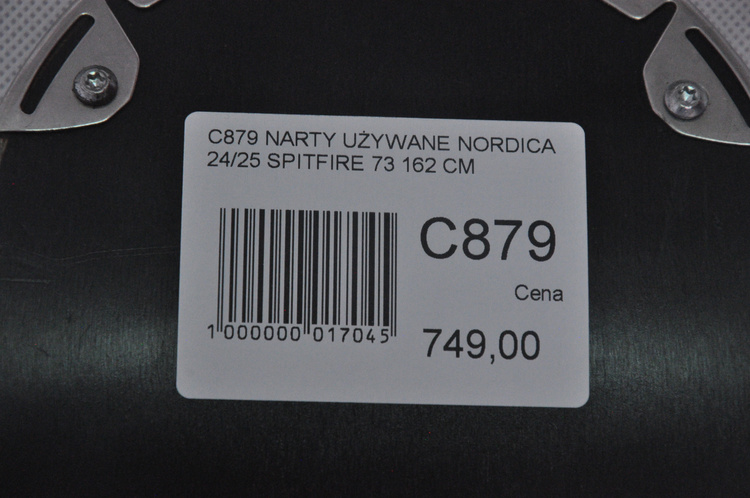 C879 NARTY UŻYWANE NORDICA
24/25 SPITFIRE 73 162 CM
C879
Cena
749,00
1 000000 017045